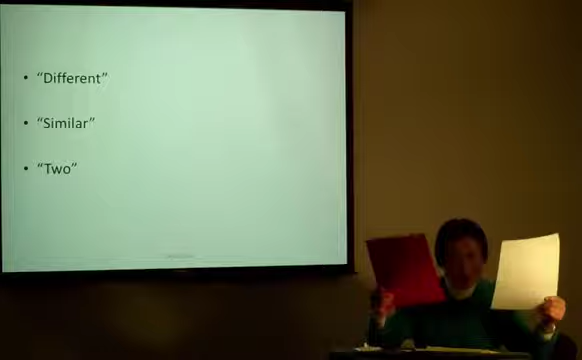 • “Different”
• “Similar”
• “Two”